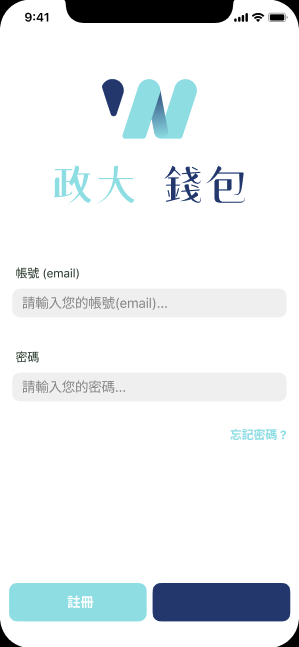 9:41
政大 錢包
帳號 (email)
請輸入您的帳號(email)...
密碼
請輸入您的密碼...
忘記密碼？
註冊